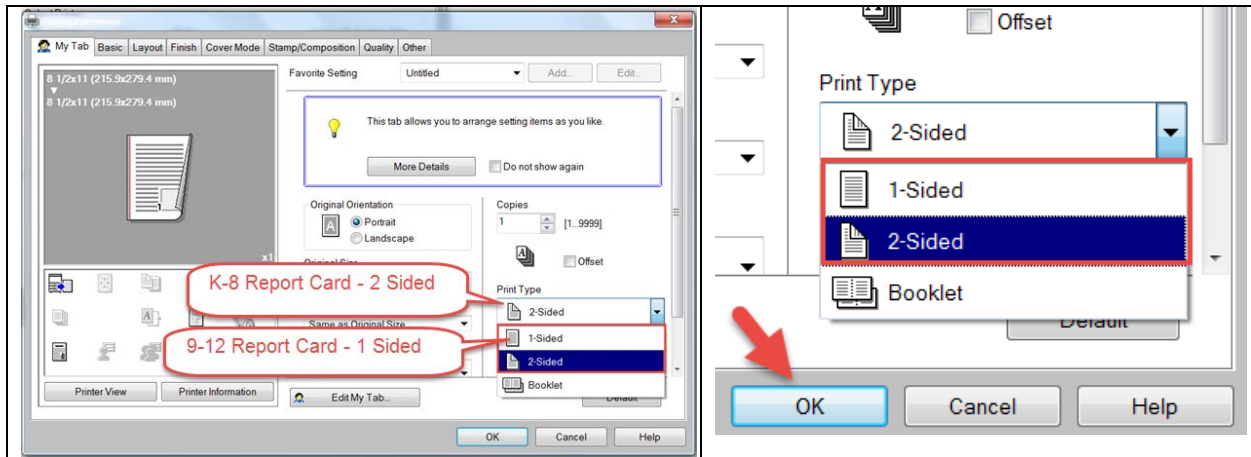 My Tab Basic Layout Finish Cover Mode Stamp/Composition Quality Other
8 1/2x11 (215.9x279.4 mm)
8 1/2x11 (215.9x279.4 mm)
x1
Favorite Setting Untitled Add... Edit...
This tab allows you to arrange setting items as you like.
More Details Do not show again
Original Orientation
Portrait
Landscape
Copies
1 [1...9999]
Offset
K-8 Report Card - 2 Sided
Print Type
2-Sided
Same as Original Size
9-12 Report Card - 1 Sided
1-Sided
2-Sided
Booklet
Printer View Printer Information
Edit My Tab...
Default
OK Cancel Help
Offset
Print Type
2-Sided
1-Sided
2-Sided
Booklet
Default
OK Cancel Help